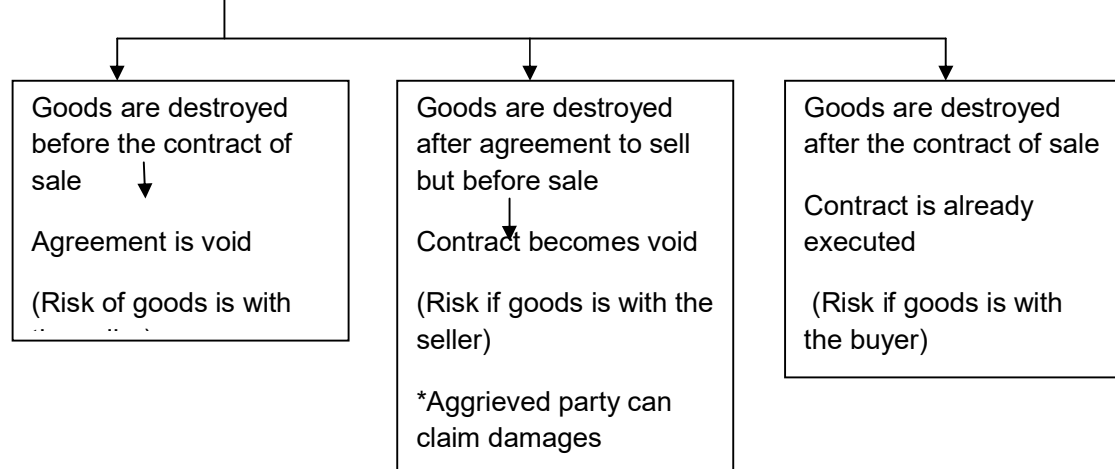 Goods are destroyed
before the contract of
sale
Agreement is void
(Risk of goods is with
Goods are destroyed
after agreement to sell
but before sale
Contract becomes void
(Risk if goods is with the
seller)
*Aggrieved party can
claim damages
Goods are destroyed
after the contract of sale
Contract is already
executed
(Risk if goods is with
the buyer)